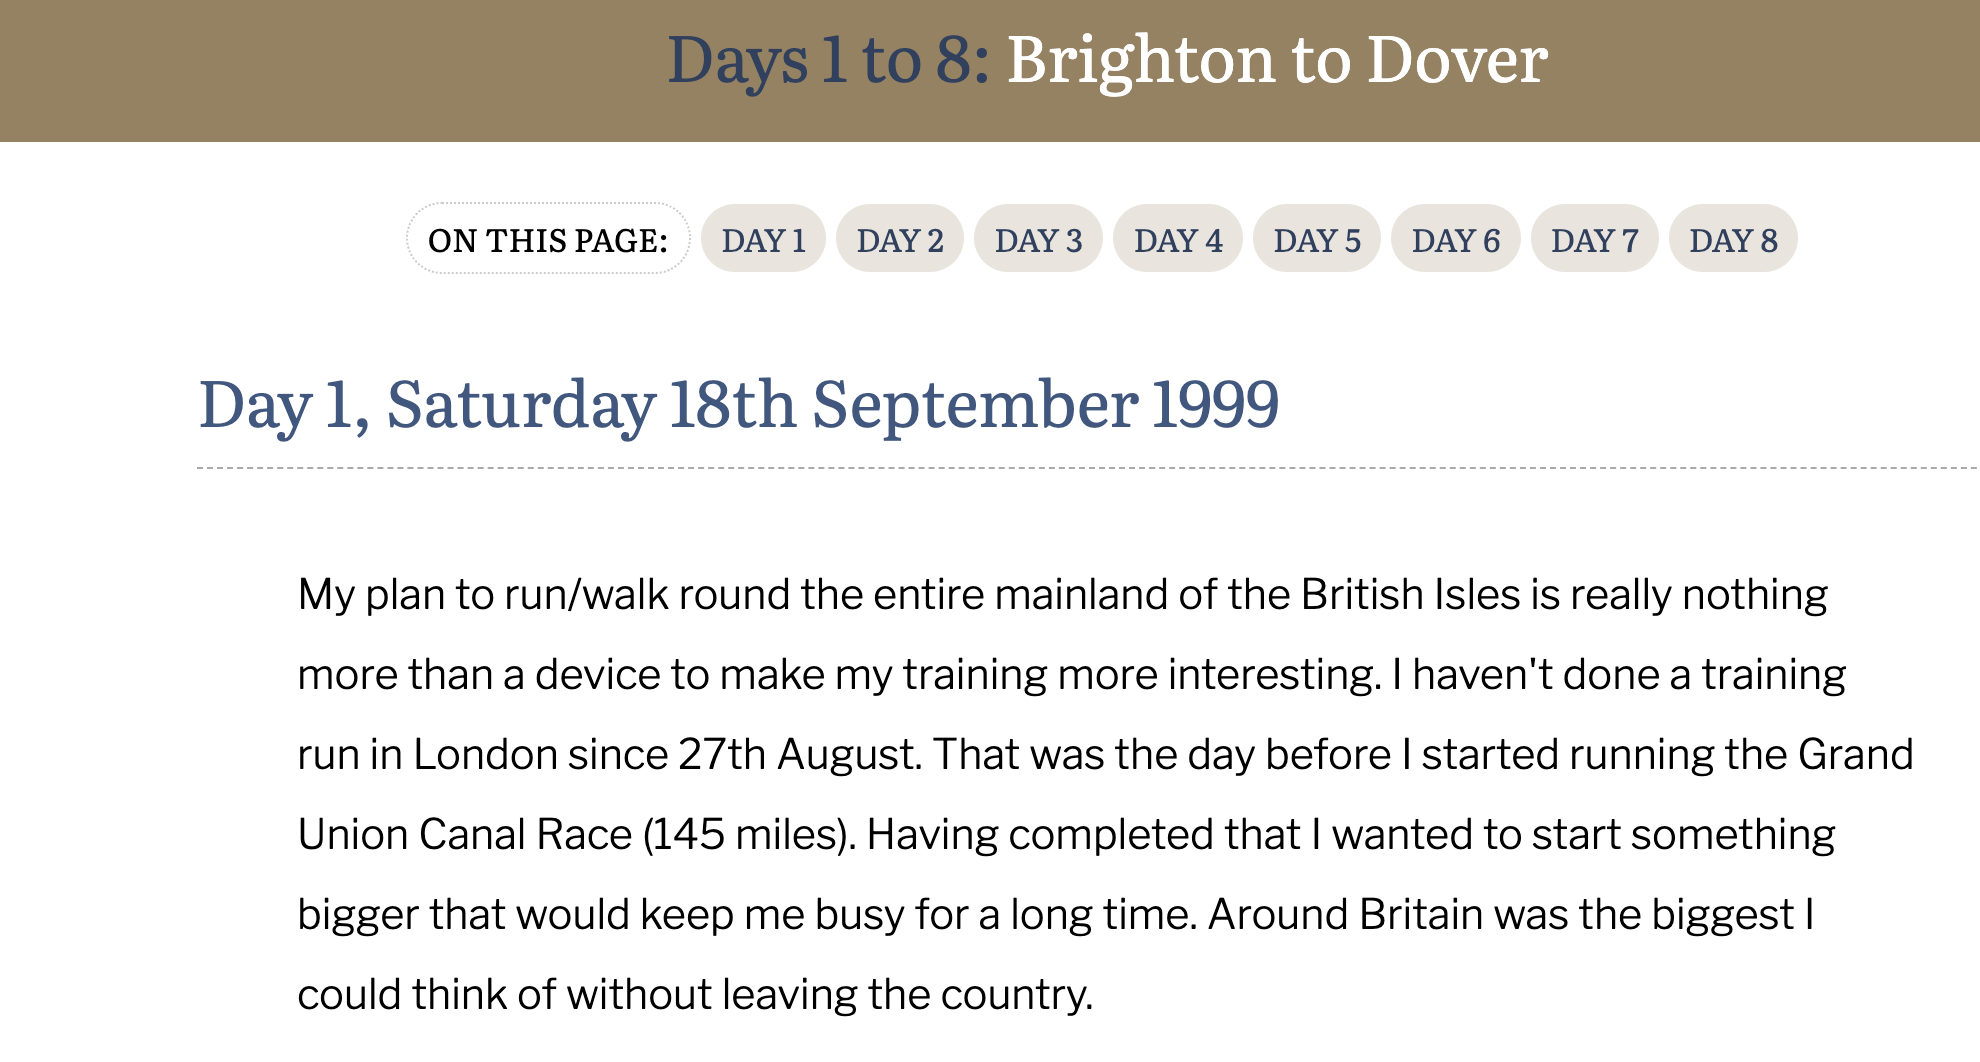 Days 1 to 8: Brighton to Dover
ON THIS PAGE: DAY 1 DAY 2 DAY 3 DAY 4 DAY 5 DAY 6 DAY 7 DAY 8
Day 1, Saturday 18th September 1999
My plan to run/walk round the entire mainland of the British Isles is really nothing
more than a device to make my training more interesting. I haven't done a training
run in London since 27th August. That was the day before I started running the Grand
Union Canal Race (145 miles). Having completed that I wanted to start something
bigger that would keep me busy for a long time. Around Britain was the biggest I
could think of without leaving the country.